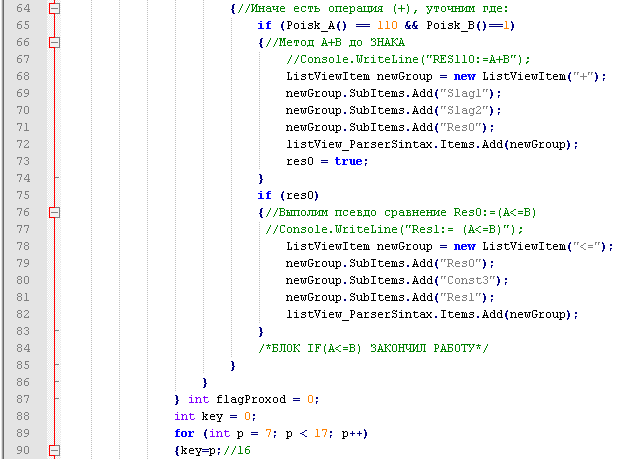 64 {//Иначе есть операция (+), уточним где:
65 if (Poisk_A() == 110 && Poisk_B()==1)
66 {//Метод A+B до ЗНАКА
67 //Console.WriteLine("RES110:=A+B");
68 ListViewItem newGroup = new ListViewItem("+");
69 newGroup.SubItems.Add("Slag1");
70 newGroup.SubItems.Add("Slag2");
71 newGroup.SubItems.Add("Res0");
72 listView_ParserSintax.Items.Add(newGroup);
73 res0 = true;
74 }
75 if (res0)
76 {//Выполим псевдо сравнение Res0:=(A<=B)
77 //Console.WriteLine("Res1:= (A<=B)");
78 ListViewItem newGroup = new ListViewItem("<=");
79 newGroup.SubItems.Add("Res0");
80 newGroup.SubItems.Add("Const3");
81 newGroup.SubItems.Add("Res1");
82 listView_ParserSintax.Items.Add(newGroup);
83 }
84 /*БЛОК IF(A<=B) ЗАКОНЧИЛ РАБОТУ*/
85 }
86 }
87 } int flagProxod = 0;
88 int key = 0;
89 for (int p = 7; p < 17; p++)
90 {key=p;//16